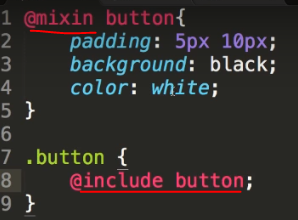 1 @mixin button{
2 padding: 5px 10px;
3 background: black;
4 color: white;
5 }
6
7 .button {
8 @include button;
9 }